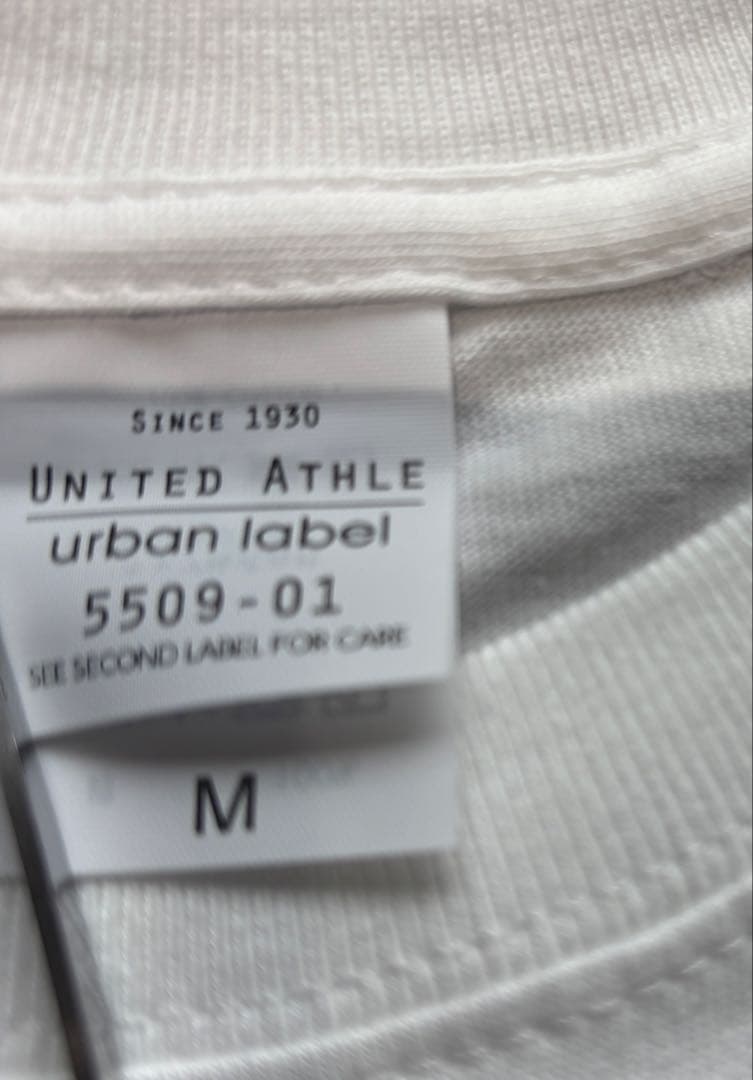 SINCE 1930
UNITED ATHLE
urban label
5509-01
SEE SECOND LABEL FOR CARE
M